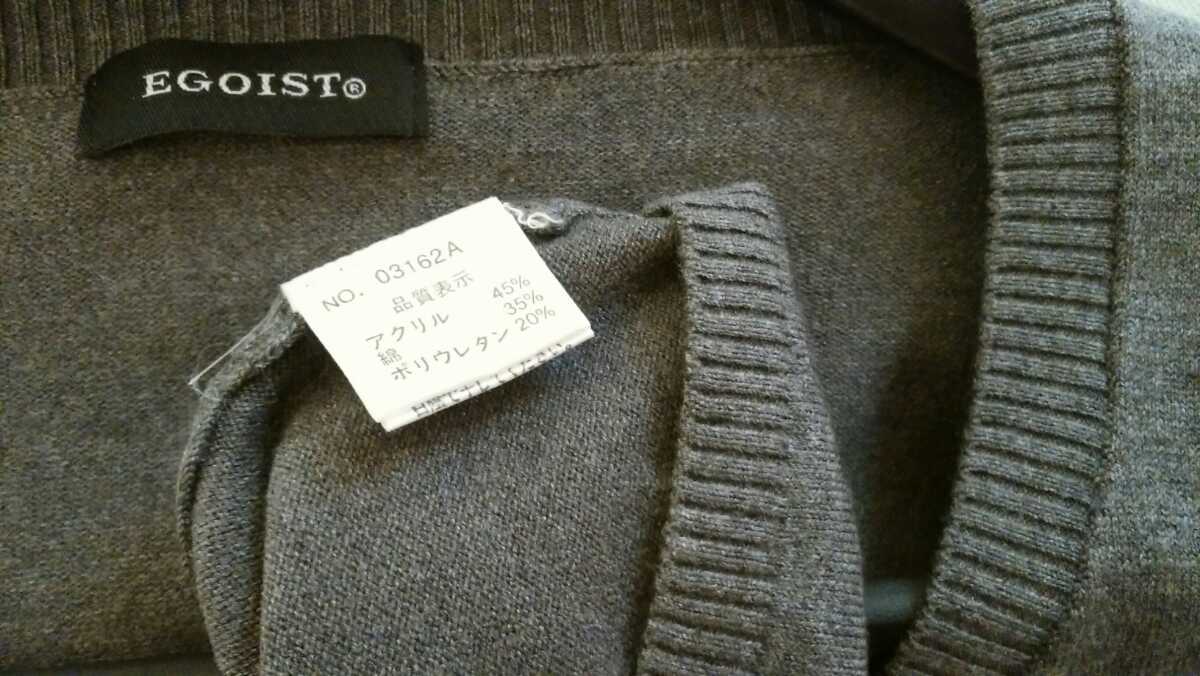 EGOIST®
NO. 03162A
品質表示
アクリル 45%
綿 35%
ポリウレタン 20%